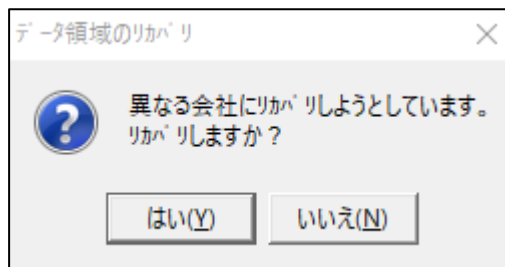 ﾃﾞｰﾀ領域のﾘｶﾊﾞﾘ
異なる会社にﾘｶﾊﾞﾘしようとしています。
ﾘｶﾊﾞﾘしますか？
はい(Y)
いいえ(N)